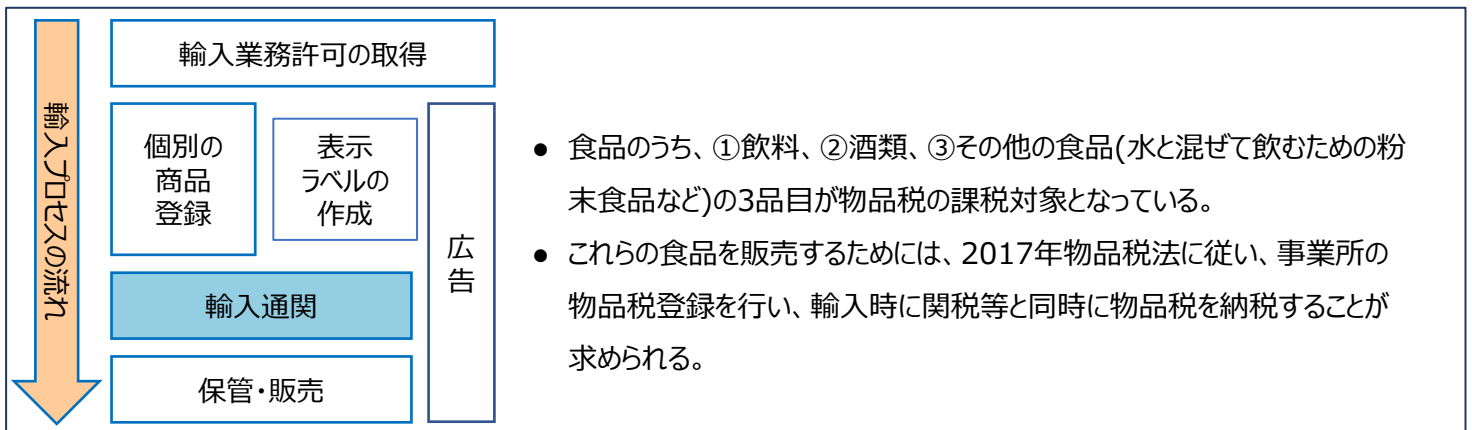 輸入プロセスの流れ
輸入業務許可の取得
個別の
商品
登録
表示
ラベルの
作成
広
告
輸入通関
保管・販売
● 食品のうち、①飲料、②酒類、③その他の食品(水と混ぜて飲むための粉
末食品など)の3品目が物品税の課税対象となっている。
● これらの食品を販売するためには、2017年物品税法に従い、事業所の
物品税登録を行い、輸入時に関税等と同時に物品税を納税することが
求められる。